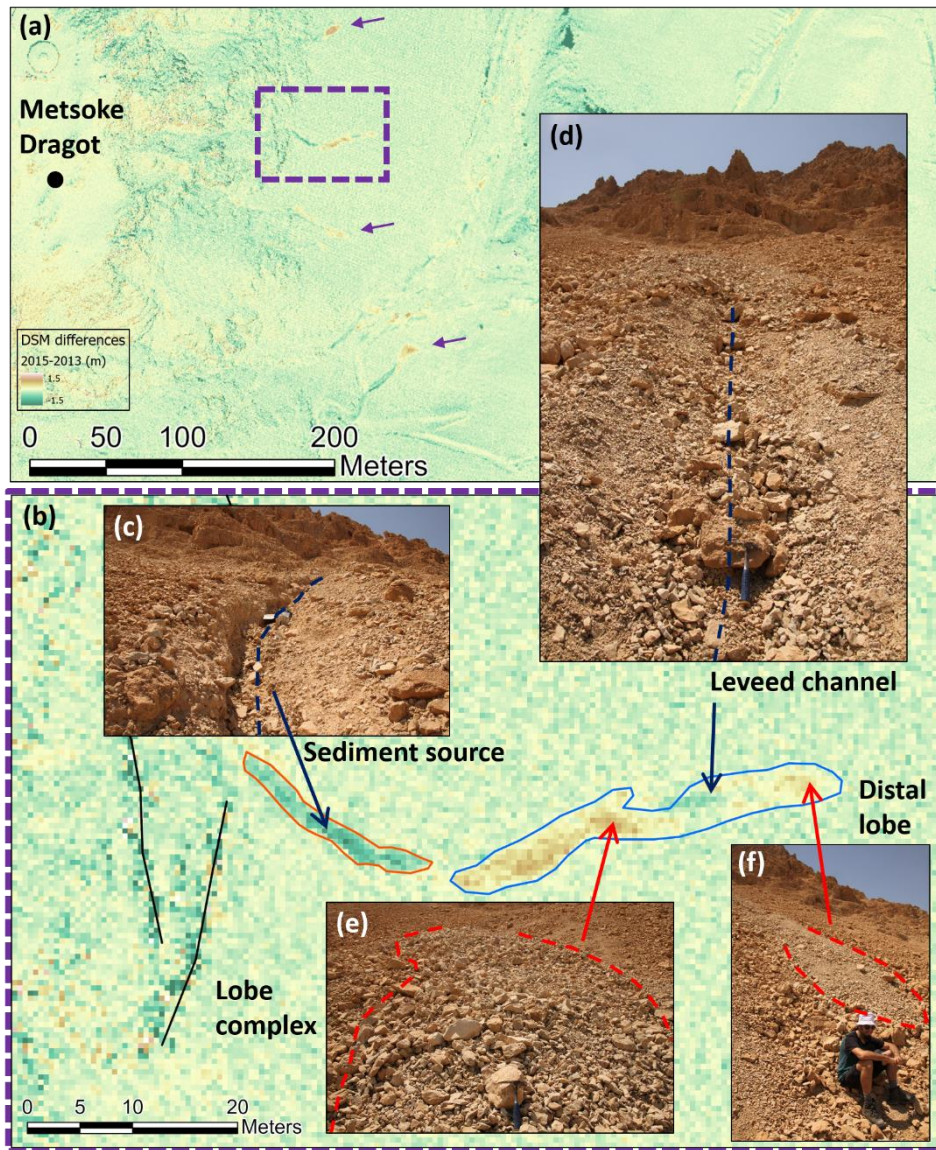 (a)
Metsoke
Dragot
DSM differences
2015-2013 (m)
1.5
-1.5
0 50 100 200
Meters
(d)
(b)
(c)
Sediment source
Leveed channel
Distal
lobe
(e)
(f)
Lobe
complex
0 5 10 20
Meters